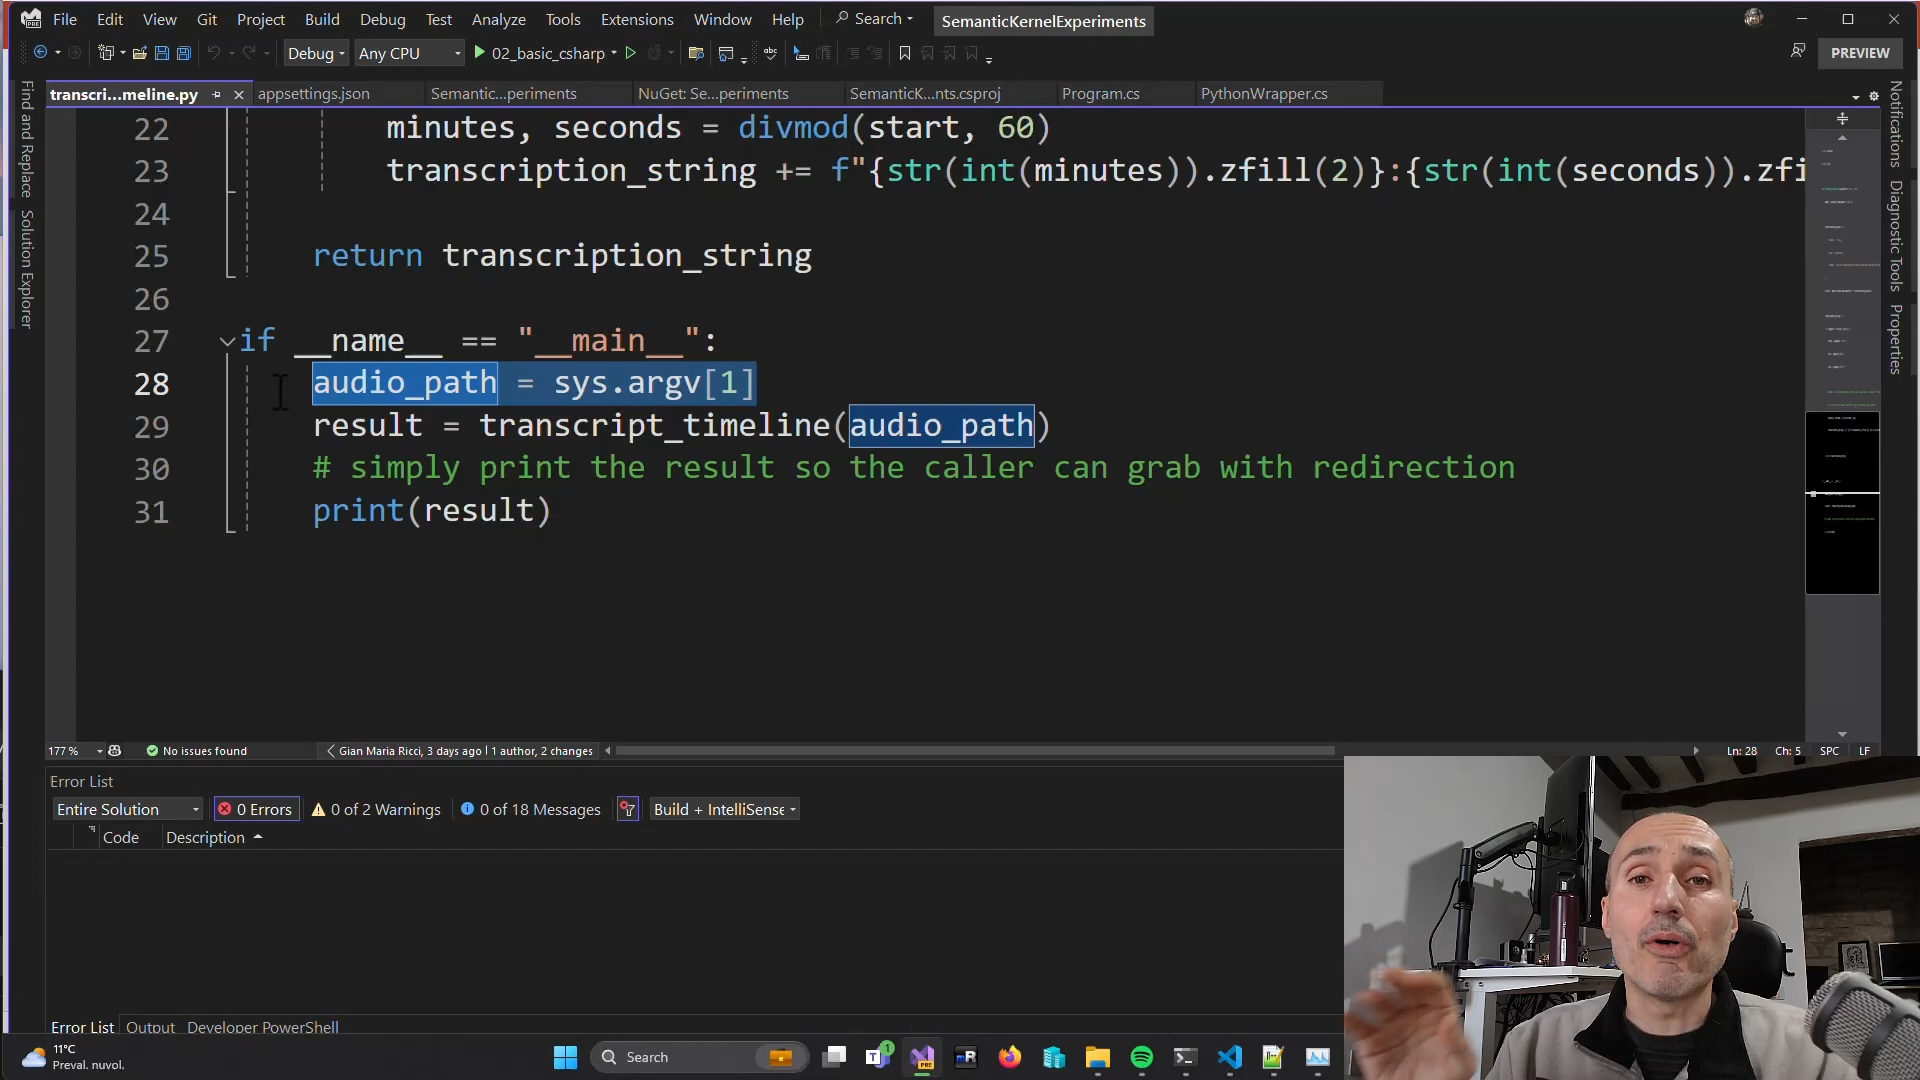 File Edit View Git Project Build Debug Test Analyze Tools Extensions Window Help Search SemanticKernelExperiments
Debug Any CPU 02_basic_csharp PREVIEW
transcri...meline.py appsettings.json Semantic...periments NuGet: Se...periments SemanticK...nts.csproj Program.cs PythonWrapper.cs
Find and Replace
Solution Explorer
22 minutes, seconds = divmod(start, 60)
23 transcription_string += f"{str(int(minutes)).zfill(2)}:{str(int(seconds)).zfi
24
25 return transcription_string
26
27 if __name__ == "__main__":
28 audio_path = sys.argv[1]
29 result = transcript_timeline(audio_path)
30 # simply print the result so the caller can grab with redirection
31 print(result)
Notifications
Diagnostic Tools
Properties
177 % No issues found Gian Maria Ricci, 3 days ago | 1 author, 2 changes Ln: 28 Ch: 5 SPC LF
Error List
Entire Solution 0 Errors 0 of 2 Warnings 0 of 18 Messages Build + IntelliSense
Code Description
Error List Output Developer PowerShell
11°C
Preval. nuvol.
Search